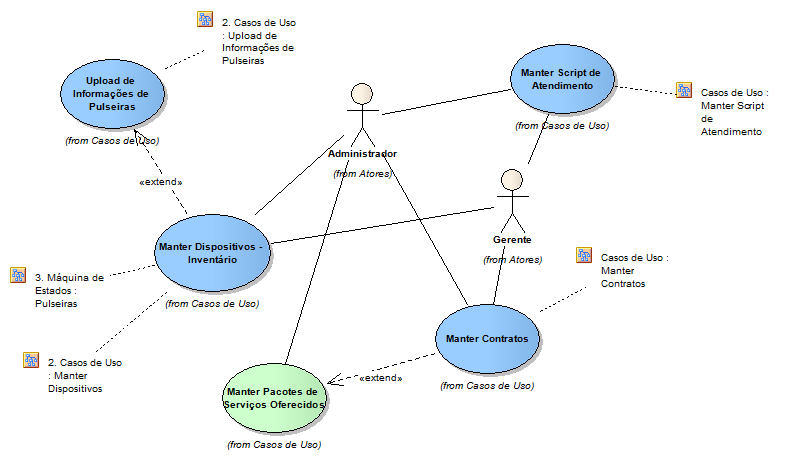 2. Casos de Uso
: Upload de
Informações de
Pulseiras
Upload de
Informações de
Pulseiras
(from Casos de Uso)
Manter Script de
Atendimento
(from Casos de Uso)
Casos de Uso :
Manter Script
de
Atendimento
Administrador
(from Atores)
«extend»
Gerente
(from Atores)
Manter Dispositivos -
Inventário
(from Casos de Uso)
3. Máquina de
Estados :
Pulseiras
Casos de Uso :
Manter
Contratos
2. Casos de Uso
: Manter
Dispositivos
Manter Contratos
(from Casos de Uso)
«extend»
Manter Pacotes de
Serviços Oferecidos
(from Casos de Uso)